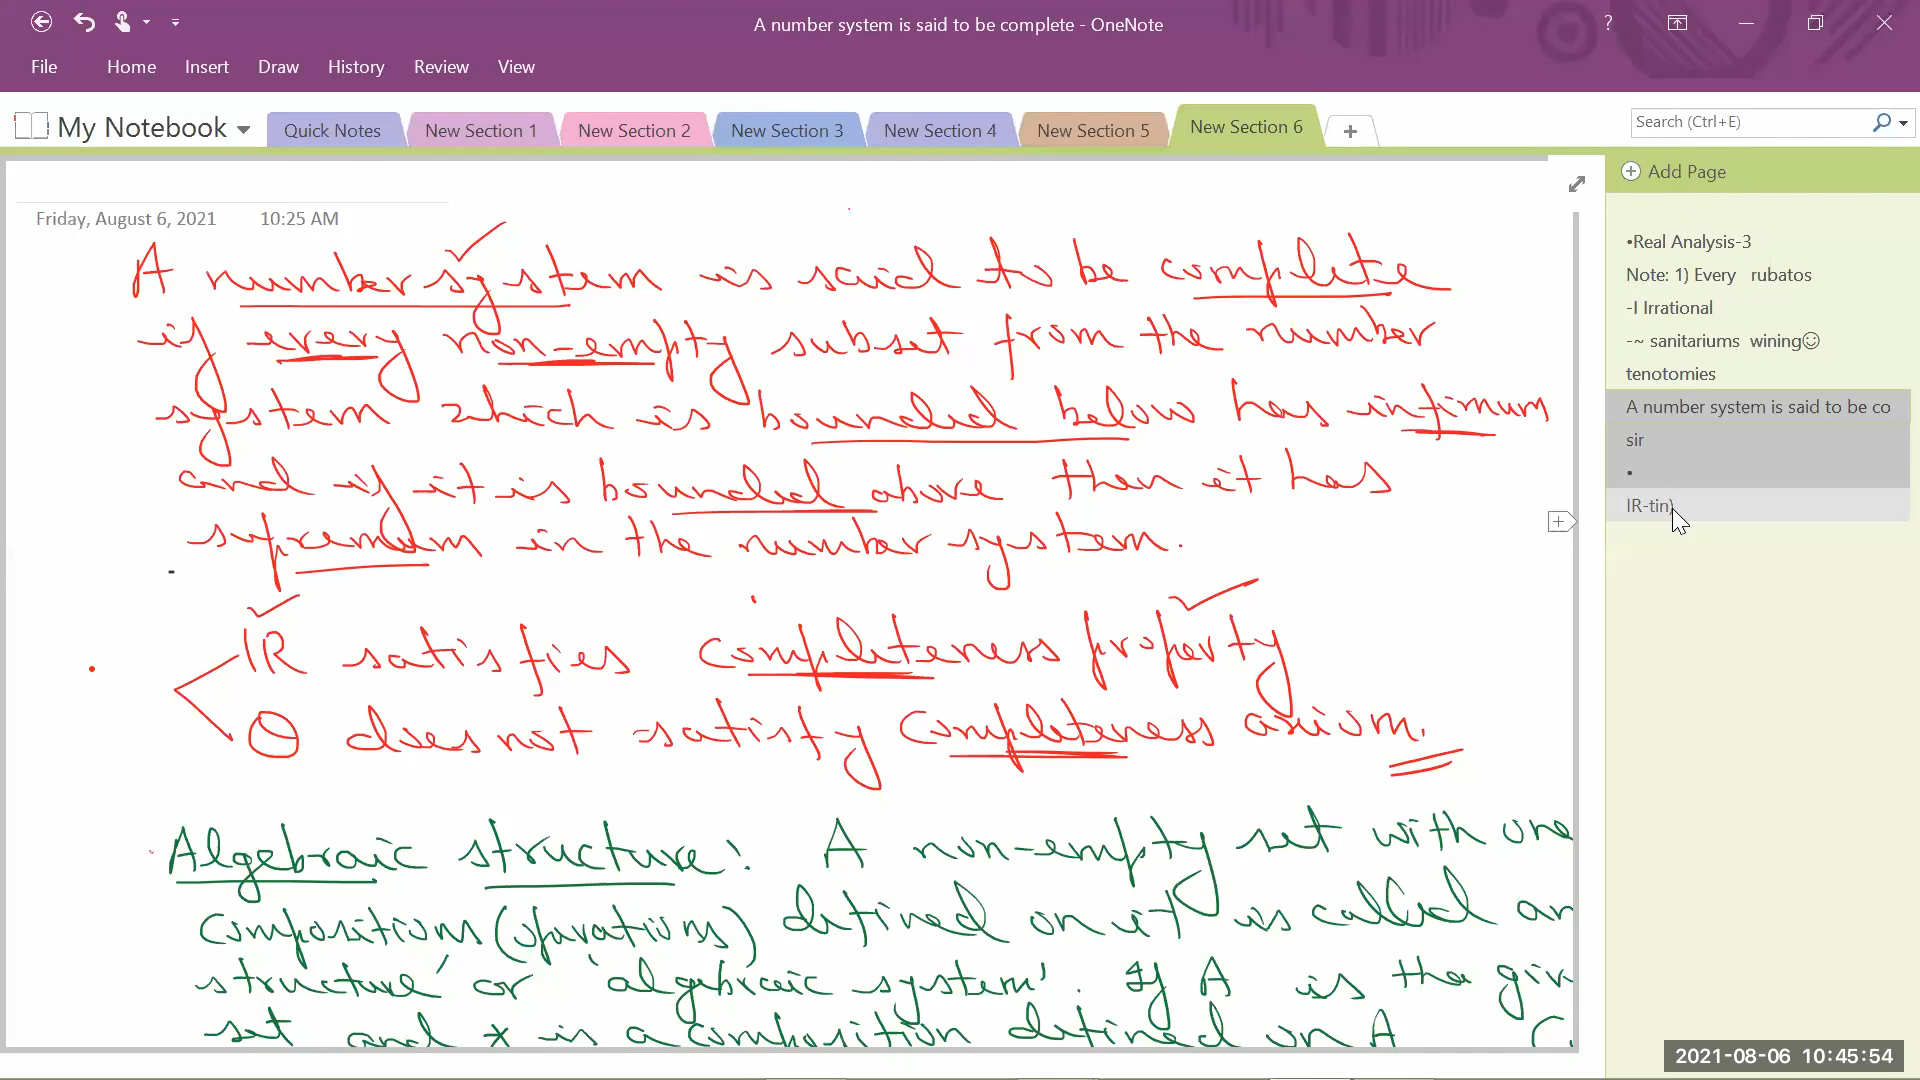 A number system is said to be complete - OneNote
?
File Home Insert Draw History Review View
My Notebook Quick Notes New Section 1 New Section 2 New Section 3 New Section 4 New Section 5 New Section 6
Search (Ctrl+E)
Friday, August 6, 2021 10:25 AM
A number system is said to be complete
if every non-empty subset from the number
system which is bounded below has infimum
and if it is bounded above then it has
supremum in the number system.
IR satisfies completeness property
Q does not satisfy completeness axiom.
Algebraic structure: A non-empty set with one
compositions (operations) defined on it is called an
structure' or 'algebraic system'. If A is the giv
set and * is a composition defined on A (
Add Page
•Real Analysis-3
Note: 1) Every rubatos
-I Irrational
-~ sanitariums wining☺
tenotomies
A number system is said to be co
sir
•
IR-tin)
2021-08-06 10:45:54